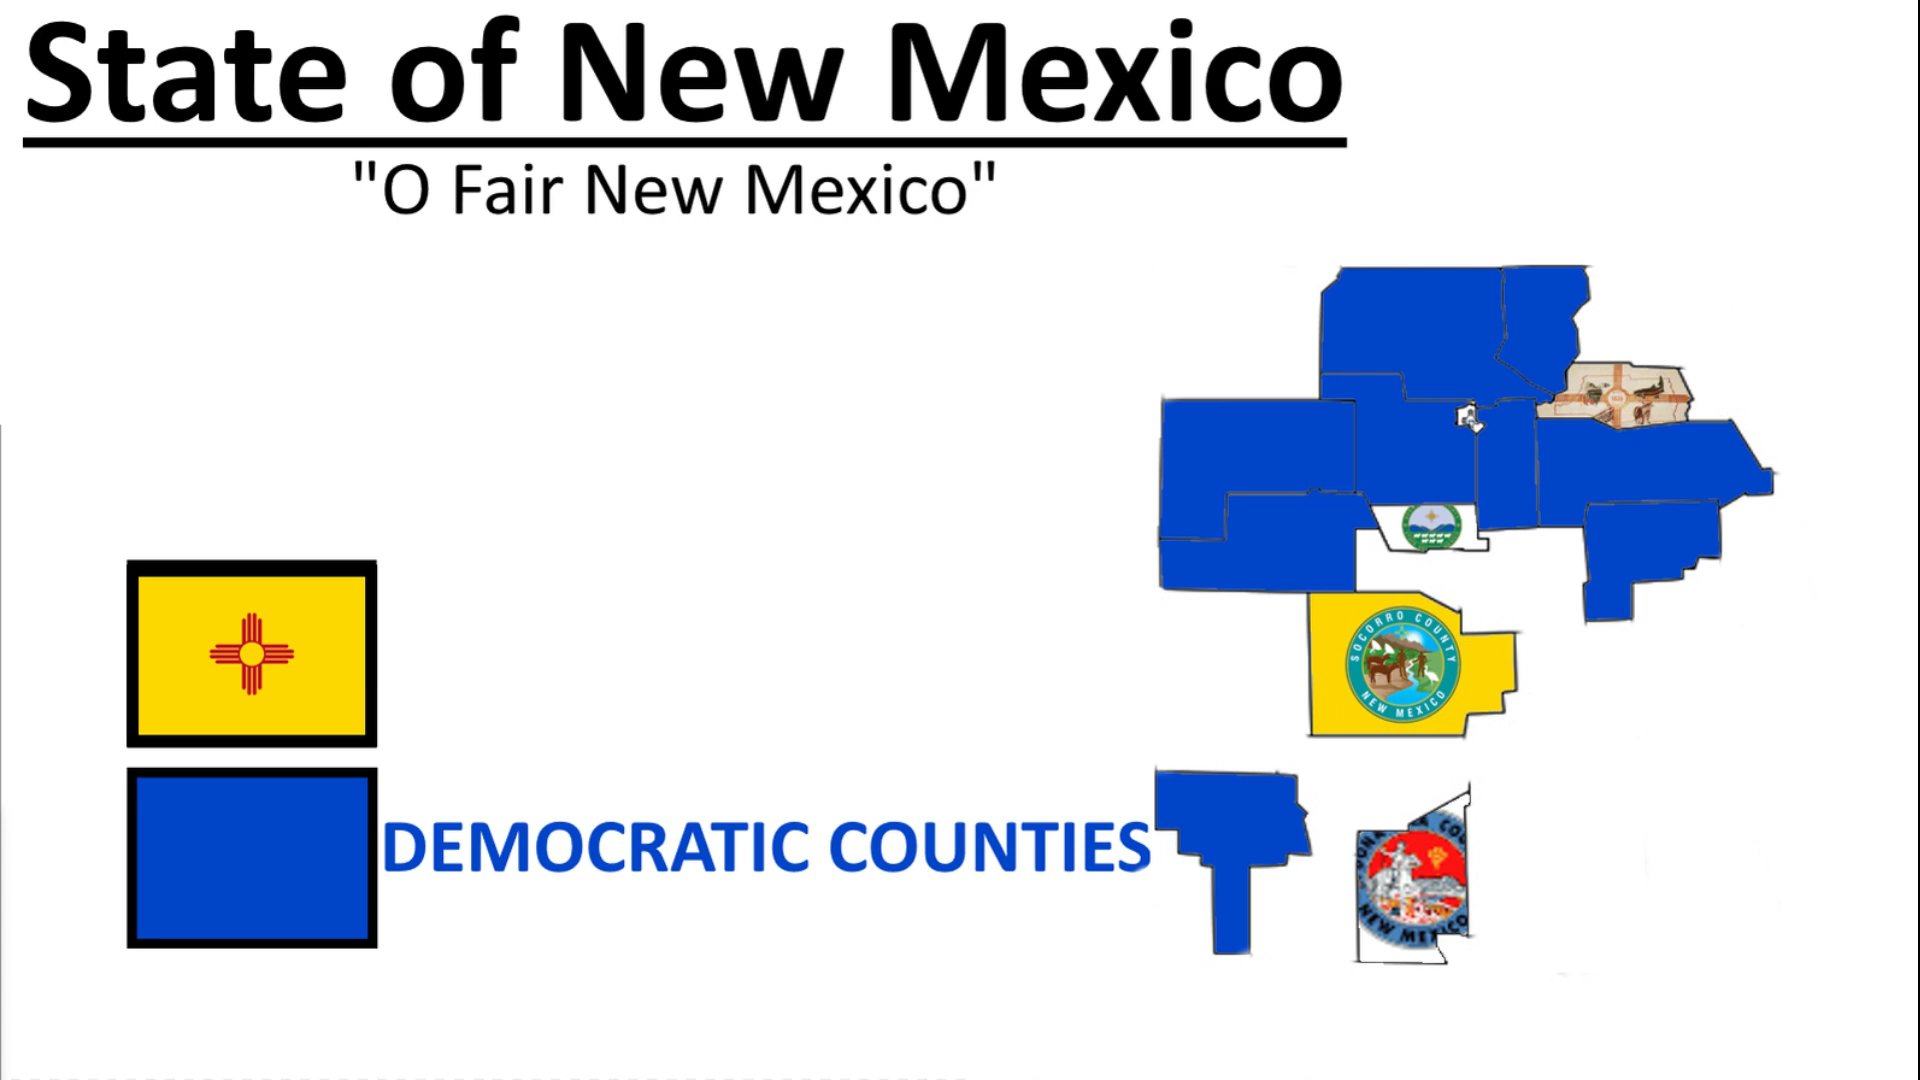 State of New Mexico
"O Fair New Mexico"
SOCORRO COUNTY
NEW MEXICO
DEMOCRATIC COUNTIES
NEW MEXICO